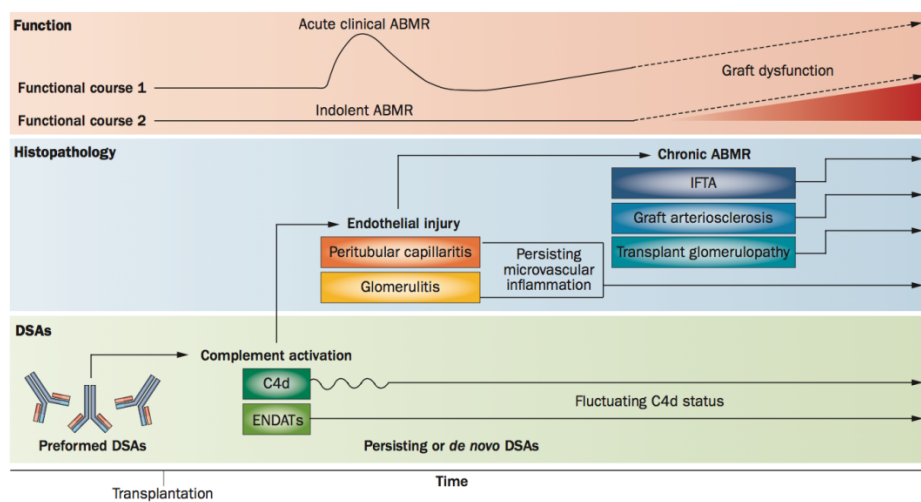 Function
Acute clinical ABMR
Graft dysfunction
Functional course 1
Indolent ABMR
Functional course 2
Histopathology
Chronic ABMR
IFTA
Endothelial injury
Graft arteriosclerosis
Peritubular capillaritis
Persisting
microvascular
inflammation
Transplant glomerulopathy
Glomerulitis
DSAs
Complement activation
C4d
Fluctuating C4d status
ENDATs
Preformed DSAs
Persisting or de novo DSAs
Time
Transplantation